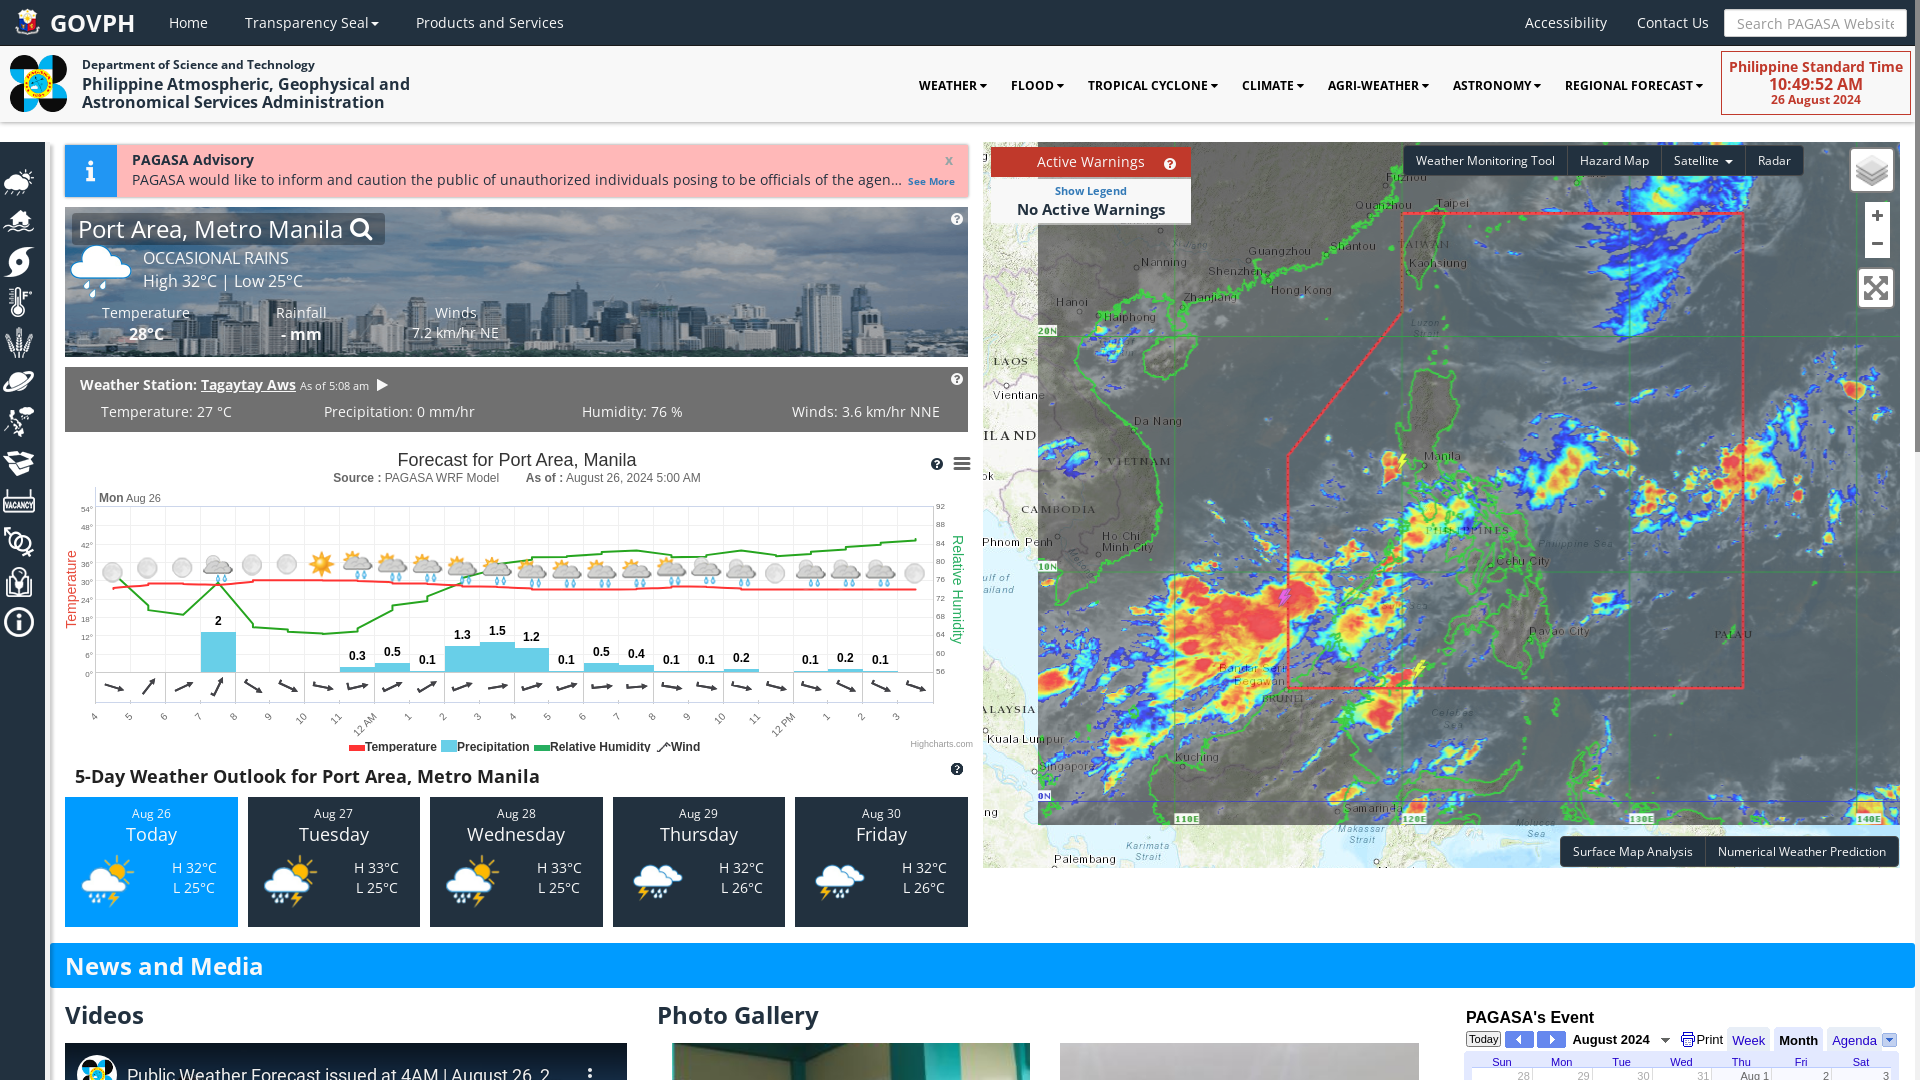 GOVPH
Home
Transparency Seal
Products and Services
Accessibility
Contact Us
Search PAGASA Website
Department of Science and Technology
Philippine Atmospheric, Geophysical and
Astronomical Services Administration
WEATHER
FLOOD
TROPICAL CYCLONE
CLIMATE
AGRI-WEATHER
ASTRONOMY
REGIONAL FORECAST
Philippine Standard Time
10:49:52 AM
26 August 2024
PAGASA Advisory
x
PAGASA would like to inform and caution the public of unauthorized individuals posing to be officials of the agen...
See More
Port Area, Metro Manila
OCCASIONAL RAINS
High 32°C | Low 25°C
Temperature
28°C
Rainfall
- mm
Winds
7.2 km/hr NE
Weather Station: Tagaytay Aws As of 5:08 am
Temperature: 27 °C
Precipitation: 0 mm/hr
Humidity: 76 %
Winds: 3.6 km/hr NNE
Forecast for Port Area, Manila
Source : PAGASA WRF Model As of : August 26, 2024 5:00 AM
Mon Aug 26
Temperature
54°
48°
42°
36°
30°
24°
18°
12°
6°
0°
92
88
84
80
76
72
68
64
60
56
Relative Humidity
2
0.3
0.5
0.1
1.3
1.5
1.2
0.1
0.5
0.4
0.1
0.1
0.2
0.1
0.2
0.1
4
5
6
7
8
9
10
11
12 AM
1
2
3
4
5
6
7
8
9
10
11
12 PM
1
2
3
Temperature Precipitation Relative Humidity Wind
Highcharts.com
5-Day Weather Outlook for Port Area, Metro Manila
Aug 26
Today
H 32°C
L 25°C
Aug 27
Tuesday
H 33°C
L 25°C
Aug 28
Wednesday
H 33°C
L 25°C
Aug 29
Thursday
H 32°C
L 26°C
Aug 30
Friday
H 32°C
L 26°C
Active Warnings
Show Legend
No Active Warnings
Weather Monitoring Tool
Hazard Map
Satellite
Radar
+
−
Fuzhou
Quanzhou
Taipei
TAIWAN
Kaohsiung
Shantou
Guangzhou
Shenzhen
Hong Kong
Nanning
Zhanjiang
Hanoi
Haiphong
20N
LAOS
Vientiane
ILAND
Da Nang
VIETNAM
CAMBODIA
Phnom Penh
Ho Chi
Minh City
10N
Luzon
Strait
Manila
PHILIPPINES
Philippine Sea
Cebu City
Davao City
PALAU
Bandar Seri
Begawan
BRUNEI
ALAYSIA
Kuala Lumpur
Singapore
Kuching
Celebes
Sea
0N
110E
120E
130E
140E
Samarinda
Makassar
Strait
Molucca
Sea
Karimata
Strait
Palembang
Surface Map Analysis
Numerical Weather Prediction
News and Media
Videos
Public Weather Forecast issued at 4AM | August 26, 2
Photo Gallery
PAGASA's Event
Today
August 2024
Print
Week
Month
Agenda
Sun
Mon
Tue
Wed
Thu
Fri
Sat
28
29
30
31
Aug 1
2
3